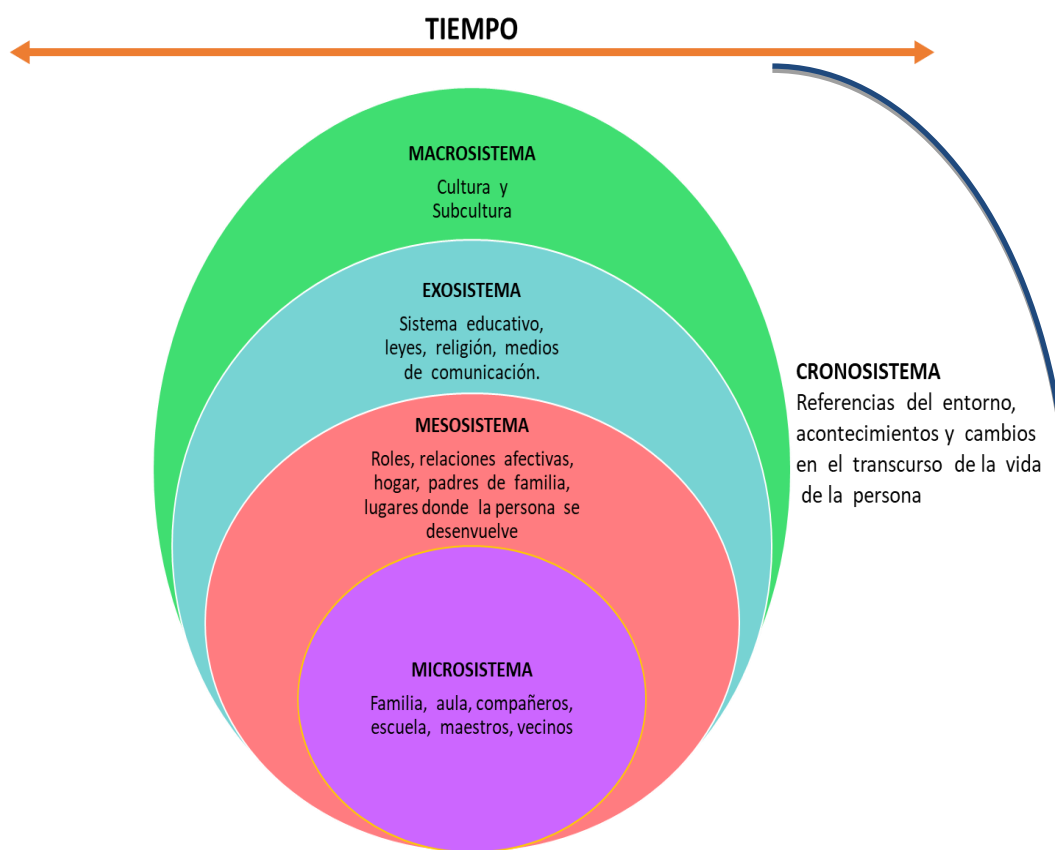 TIEMPO
MACROSISTEMA
Cultura y
Subcultura
EXOSISTEMA
Sistema educativo,
leyes, religión, medios
de comunicación.
MESOSISTEMA
Roles, relaciones afectivas,
hogar, padres de familia,
lugares donde la persona se
desenvuelve
MICROSISTEMA
Familia, aula, compañeros,
escuela, maestros, vecinos
CRONOSISTEMA
Referencias del entorno,
acontecimientos y cambios
en el transcurso de la vida
de la persona